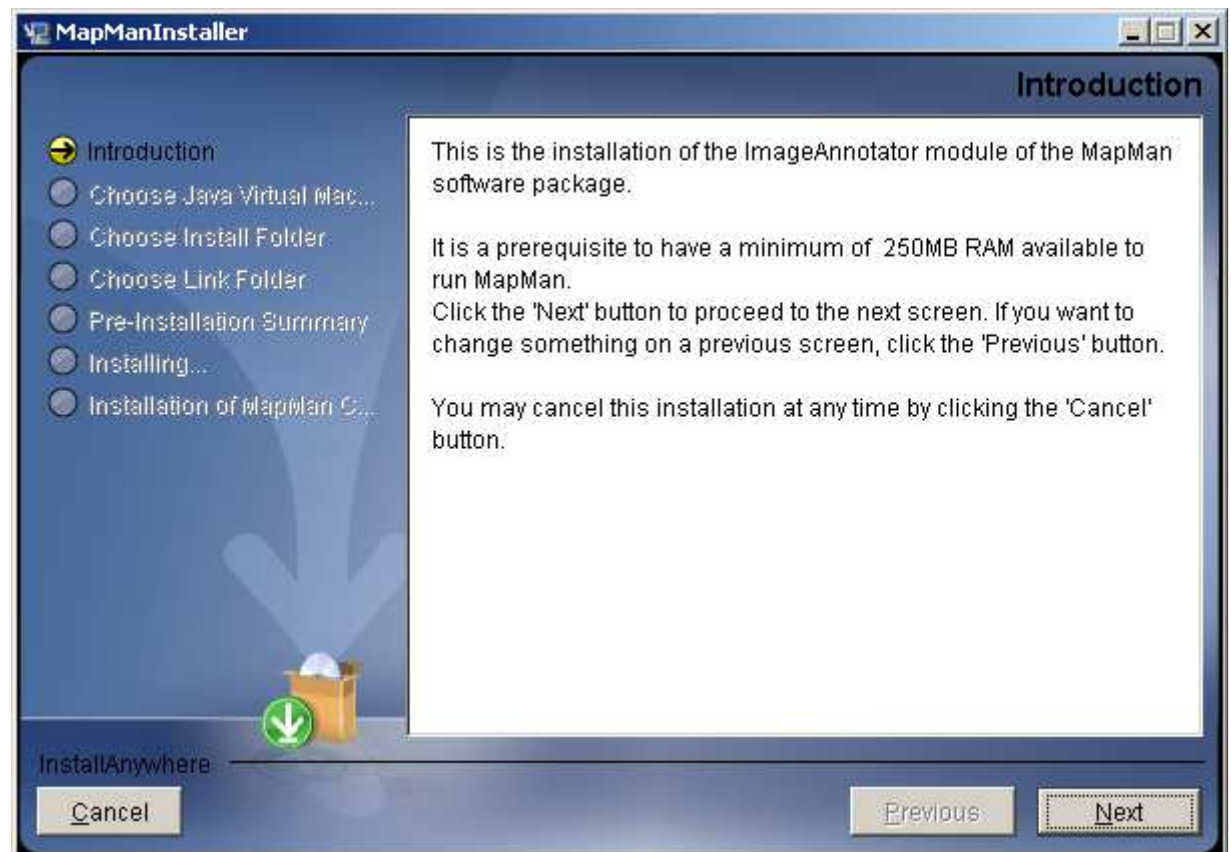 MapManInstaller
Introduction
Introduction
Choose Java Virtual Mac...
Choose Install Folder
Choose Link Folder
Pre-Installation Summary
Installing...
Installation of MapMan C...
This is the installation of the ImageAnnotator module of the MapMan
software package.
It is a prerequisite to have a minimum of  250MB RAM available to
run MapMan.
Click the 'Next' button to proceed to the next screen. If you want to
change something on a previous screen, click the 'Previous' button.
You may cancel this installation at any time by clicking the 'Cancel'
button.
InstallAnywhere
Cancel
Previous
Next